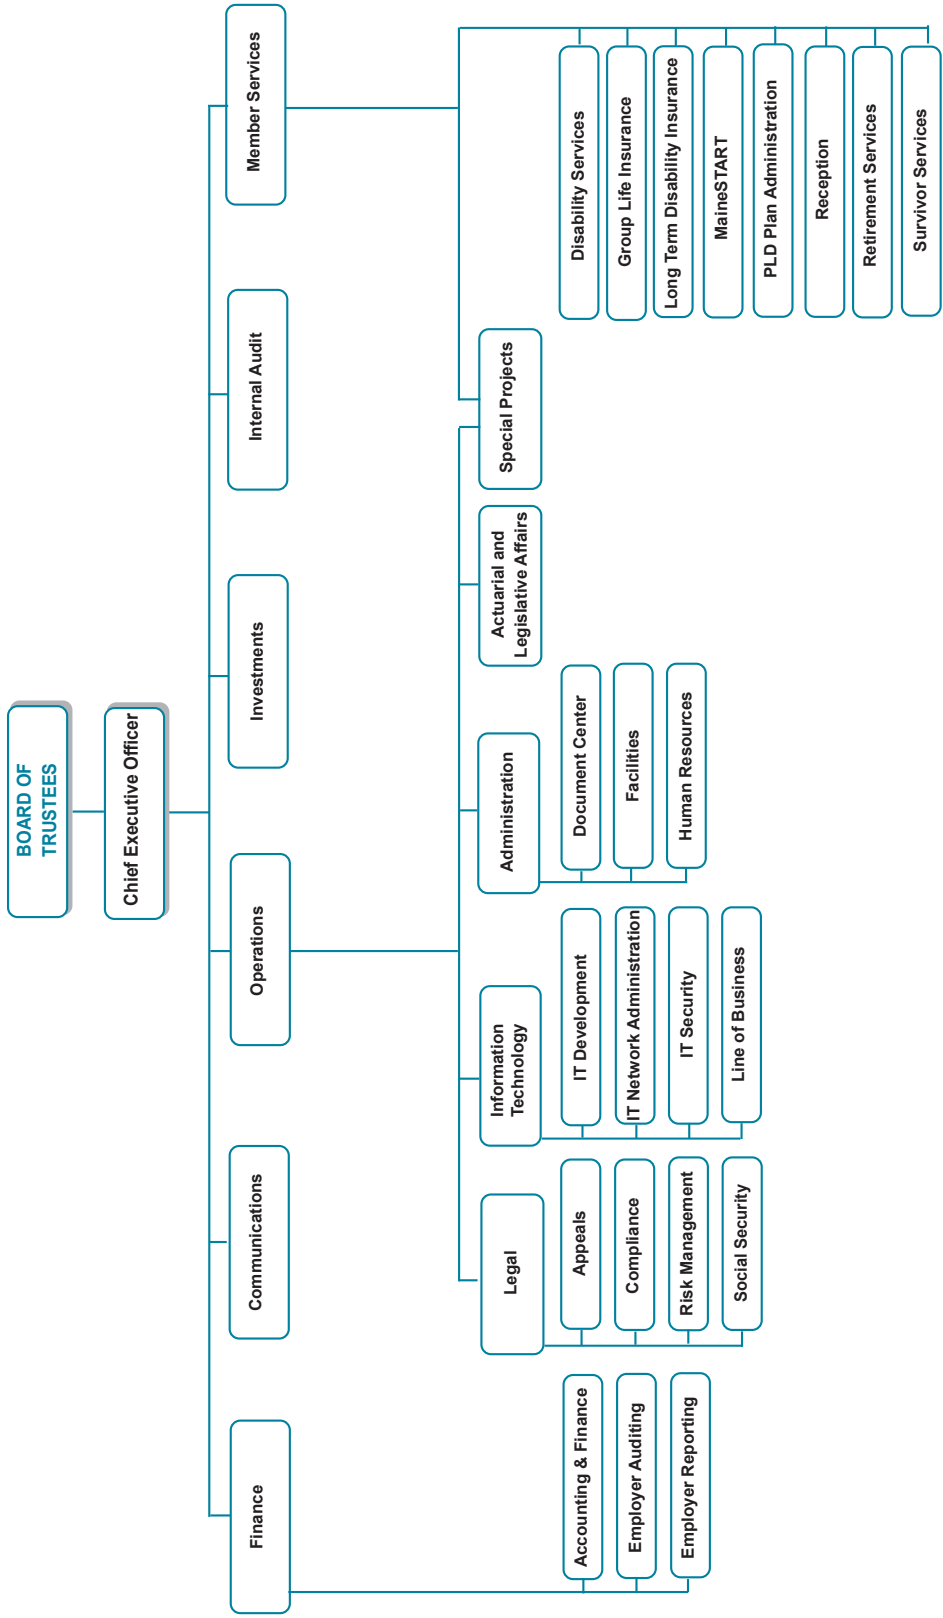 BOARD OF
TRUSTEES
Chief Executive Officer
Finance
Communications
Operations
Investments
Internal Audit
Member Services
Legal
Information
Technology
Administration
Actuarial and
Legislative Affairs
Special Projects
Accounting & Finance
Employer Auditing
Employer Reporting
Appeals
Compliance
Risk Management
Social Security
IT Development
IT Network Administration
IT Security
Line of Business
Document Center
Facilities
Human Resources
Disability Services
Group Life Insurance
Long Term Disability Insurance
MaineSTART
PLD Plan Administration
Reception
Retirement Services
Survivor Services